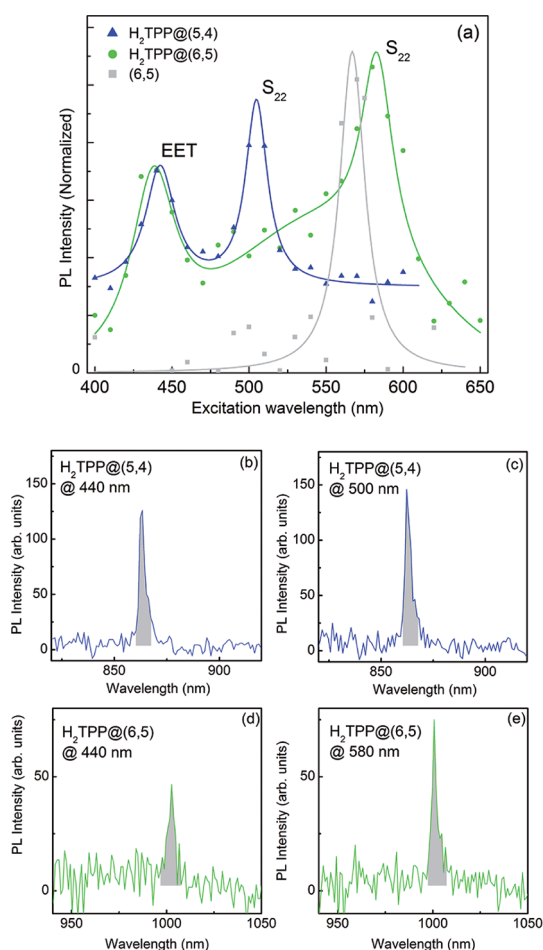 (a)
H₂TPP@(5,4)
H₂TPP@(6,5)
(6,5)
S₂₂
S₂₂
EET
PL Intensity (Normalized)
0
400 450 500 550 600 650
Excitation wavelength (nm)
H₂TPP@(5,4)
@ 440 nm
(b)
150
100
50
0
PL Intensity (arb. units)
850 900
Wavelength (nm)
H₂TPP@(5,4)
@ 500 nm
(c)
150
100
50
0
PL Intensity (arb. units)
850 900
Wavelength (nm)
H₂TPP@(6,5)
@ 440 nm
(d)
50
0
PL Intensity (arb. units)
950 1000 1050
Wavelength (nm)
H₂TPP@(6,5)
@ 580 nm
(e)
50
0
PL Intensity (arb. units)
950 1000 1050
Wavelength (nm)